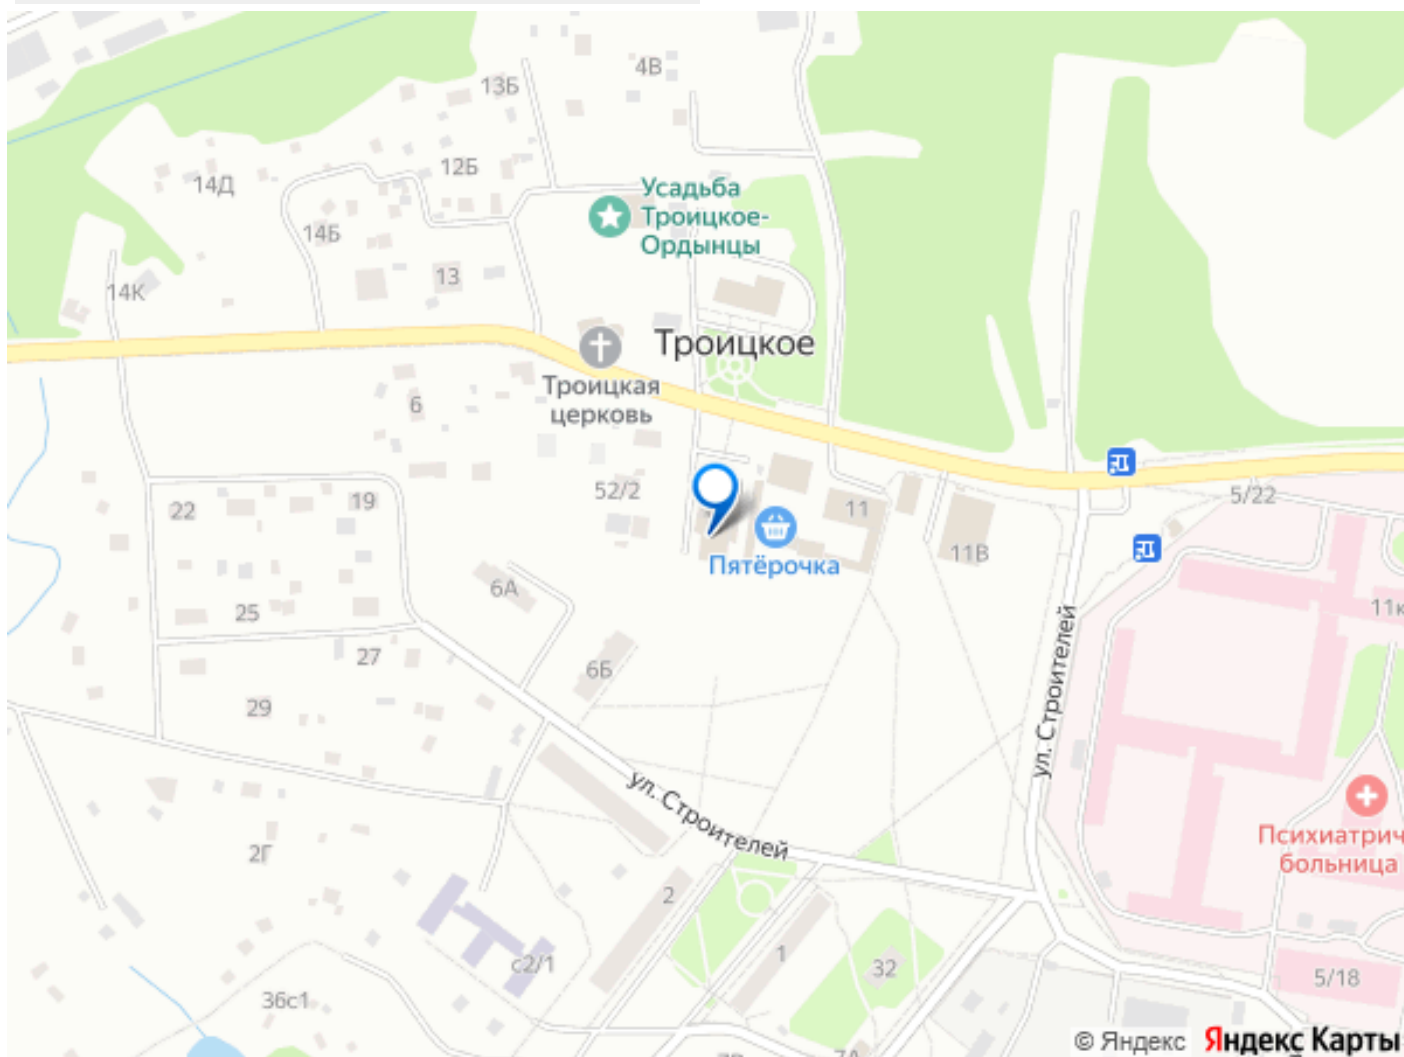 4В
13Б
12Б
14Д
Усадьба
Троицкое-
Ордынцы
14Б
13
14К
Троицкое
Троицкая
церковь
6
52/2
22
19
11
5/22
11В
Пятёрочка
6А
25
11к
27
6Б
ул. Строителей
29
ул. Строителей
Психиатрич
больница
2Г
2
1
32
с2/1
5/18
36с1
7А
© Яндекс
Яндекс Карты